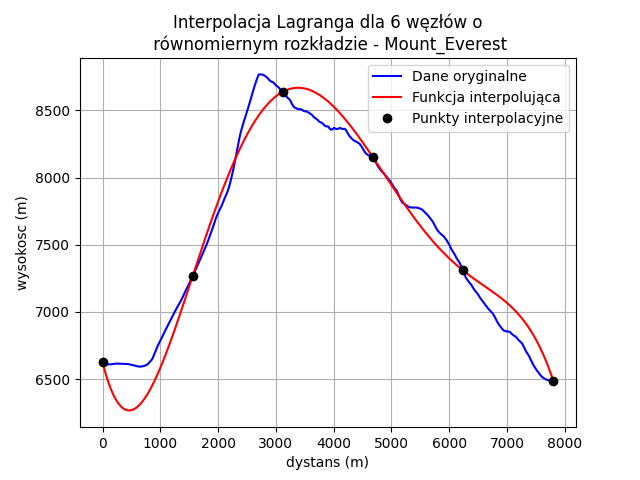 Interpolacja Lagranga dla 6 węzłów o
równomiernym rozkładzie - Mount_Everest
Dane oryginalne
Funkcja interpolująca
Punkty interpolacyjne
wysokosc (m)
8500
8000
7500
7000
6500
0 1000 2000 3000 4000 5000 6000 7000 8000
dystans (m)